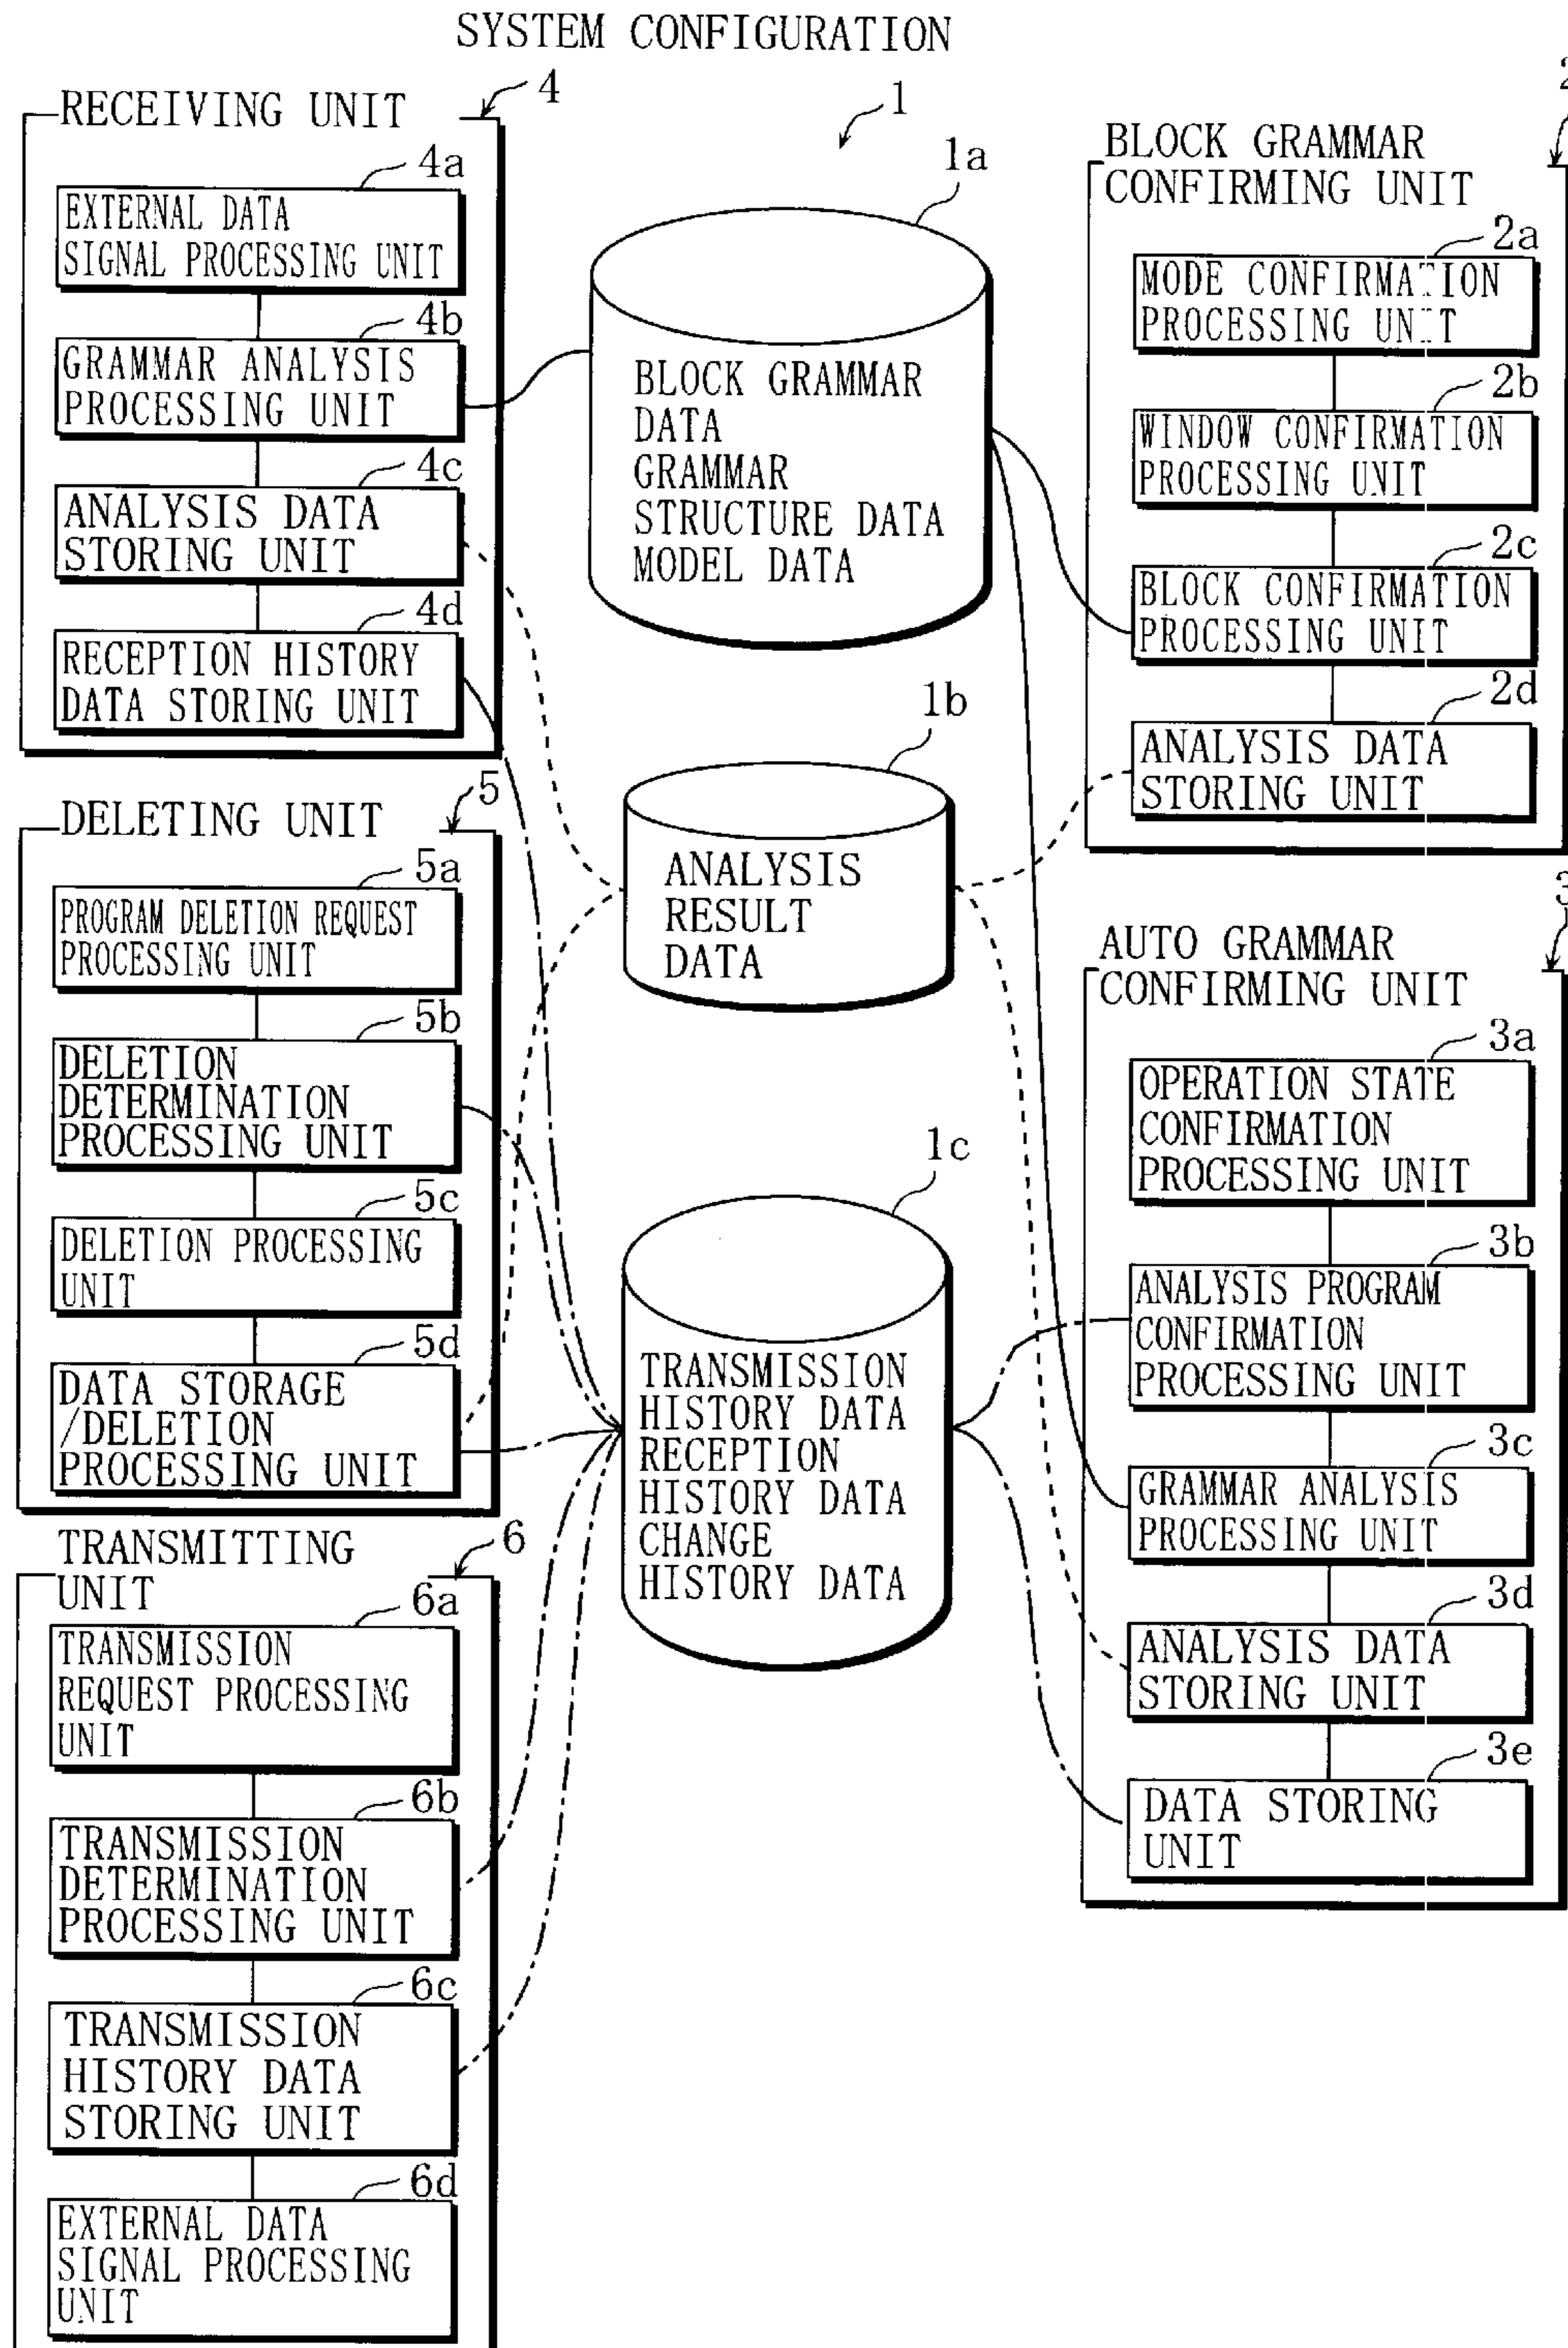 SYSTEM CONFIGURATION
4
RECEIVING UNIT
4a
EXTERNAL DATA
SIGNAL PROCESSING UNIT
4b
GRAMMAR ANALYSIS
PROCESSING UNIT
4c
ANALYSIS DATA
STORING UNIT
4d
RECEPTION HISTORY
DATA STORING UNIT
5
DELETING UNIT
5a
PROGRAM DELETION REQUEST
PROCESSING UNIT
5b
DELETION
DETERMINATION
PROCESSING UNIT
5c
DELETION PROCESSING
UNIT
5d
DATA STORAGE
/DELETION
PROCESSING UNIT
TRANSMITTING
UNIT
6
6a
TRANSMISSION
REQUEST PROCESSING
UNIT
6b
TRANSMISSION
DETERMINATION
PROCESSING UNIT
6c
TRANSMISSION
HISTORY DATA
STORING UNIT
6d
EXTERNAL DATA
SIGNAL PROCESSING
UNIT
1
1a
BLOCK GRAMMAR
DATA
GRAMMAR
STRUCTURE DATA
MODEL DATA
1b
ANALYSIS
RESULT
DATA
1c
TRANSMISSION
HISTORY DATA
RECEPTION
HISTORY DATA
CHANGE
HISTORY DATA
2
BLOCK GRAMMAR
CONFIRMING UNIT
2a
MODE CONFIRMATION
PROCESSING UNIT
2b
WINDOW CONFIRMATION
PROCESSING UNIT
2c
BLOCK CONFIRMATION
PROCESSING UNIT
2d
ANALYSIS DATA
STORING UNIT
3
AUTO GRAMMAR
CONFIRMING UNIT
3a
OPERATION STATE
CONFIRMATION
PROCESSING UNIT
3b
ANALYSIS PROGRAM
CONFIRMATION
PROCESSING UNIT
3c
GRAMMAR ANALYSIS
PROCESSING UNIT
3d
ANALYSIS DATA
STORING UNIT
3e
DATA STORING
UNIT